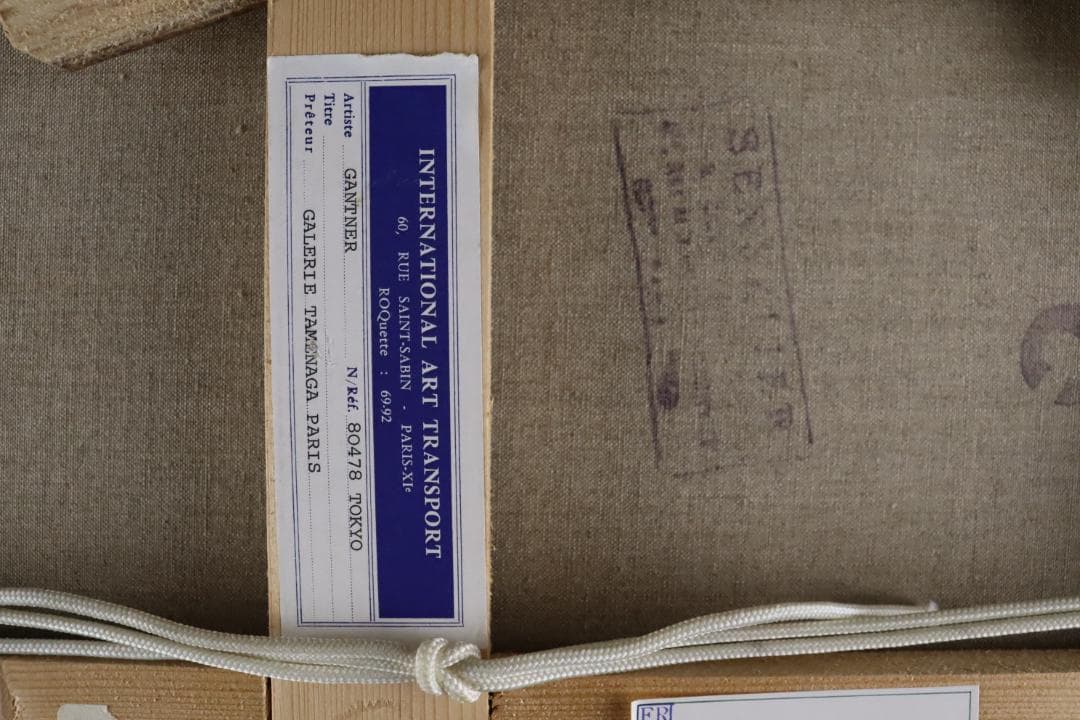 INTERNATIONAL ART TRANSPORT
60, RUE SAINT-SABIN - PARIS-XIe
ROQuette : 69-92
Artiste GANTNER N/Réf. 80478 TOKYO
Titre
Prêteur GALERIE TAMENAGA PARIS
FR